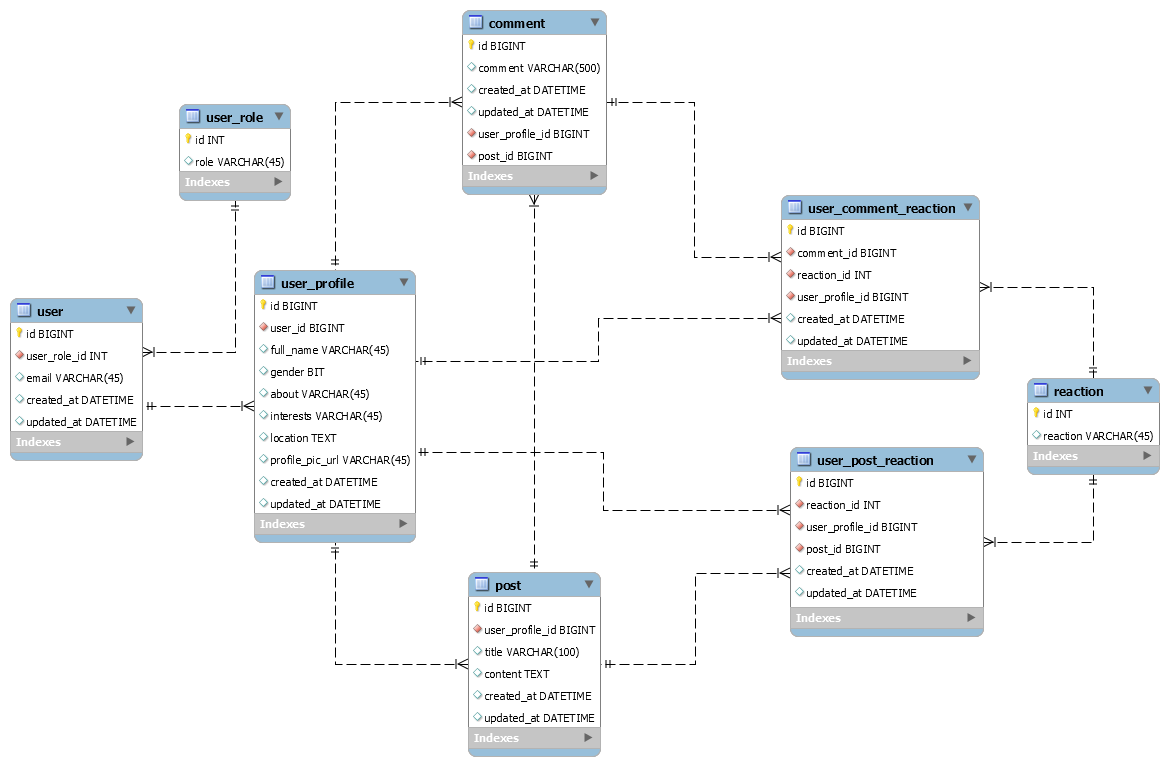 comment
id BIGINT
comment VARCHAR(500)
created_at DATETIME
updated_at DATETIME
user_profile_id BIGINT
post_id BIGINT
Indexes
user_role
id INT
role VARCHAR(45)
Indexes
user_comment_reaction
id BIGINT
comment_id BIGINT
reaction_id INT
user_profile_id BIGINT
created_at DATETIME
updated_at DATETIME
Indexes
user_profile
id BIGINT
user_id BIGINT
full_name VARCHAR(45)
gender BIT
about VARCHAR(45)
interests VARCHAR(45)
location TEXT
profile_pic_url VARCHAR(45)
created_at DATETIME
updated_at DATETIME
Indexes
user
id BIGINT
user_role_id INT
email VARCHAR(45)
created_at DATETIME
updated_at DATETIME
Indexes
reaction
id INT
reaction VARCHAR(45)
Indexes
user_post_reaction
id BIGINT
reaction_id INT
user_profile_id BIGINT
post_id BIGINT
created_at DATETIME
updated_at DATETIME
Indexes
post
id BIGINT
user_profile_id BIGINT
title VARCHAR(100)
content TEXT
created_at DATETIME
updated_at DATETIME
Indexes